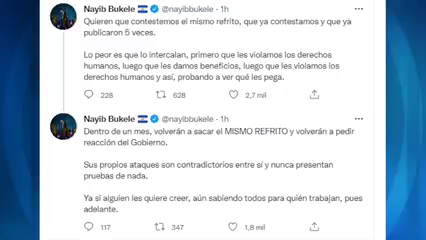 Nayib Bukele @nayibbukele · 1h
Quieren que contestemos el mismo refrito, que ya contestamos y que ya
publicaron 5 veces.
Lo peor es que lo intercalan, primero que les violamos los derechos
humanos, luego que les damos beneficios, luego que les violamos los
derechos humanos y así, probando a ver qué les pega.
228 628 2,7 mil
Nayib Bukele @nayibbukele · 1h
Dentro de un mes, volverán a sacar el MISMO REFRITO y volverán a pedir
reacción del Gobierno.
Sus propios ataques son contradictorios entre sí y nunca presentan
pruebas de nada.
Ya si alguien les quiere creer, aún sabiendo todos para quién trabajan, pues
adelante.
117 347 1,8 mil